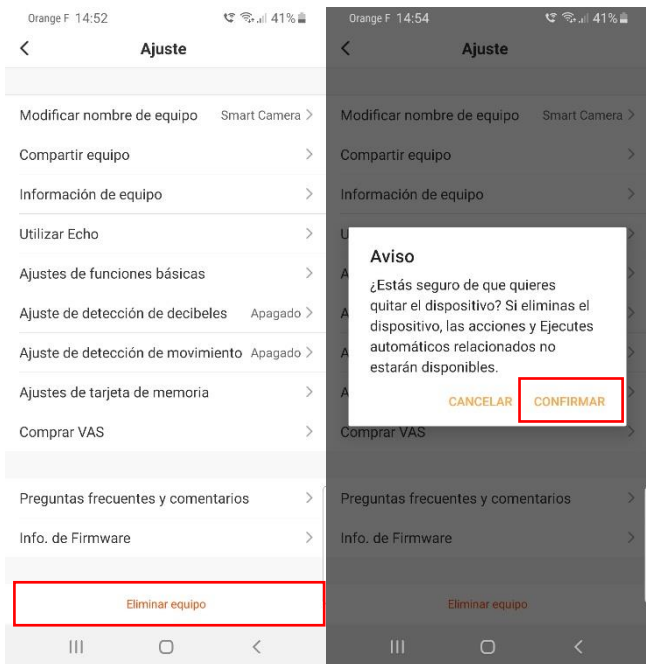 Orange F 14:52 41%
Ajuste
Modificar nombre de equipo Smart Camera
Compartir equipo
Información de equipo
Utilizar Echo
Ajustes de funciones básicas
Ajuste de detección de decibeles Apagado
Ajuste de detección de movimiento Apagado
Ajustes de tarjeta de memoria
Comprar VAS
Preguntas frecuentes y comentarios
Info. de Firmware
Eliminar equipo
Orange F 14:54 41%
Ajuste
Modificar nombre de equipo Smart Camera
Compartir equipo
Información de equipo
U
A
A
A
A
Aviso
¿Estás seguro de que quieres
quitar el dispositivo? Si eliminas el
dispositivo, las acciones y Ejecutes
automáticos relacionados no
estarán disponibles.
CANCELAR CONFIRMAR
Comprar VAS
Preguntas frecuentes y comentarios
Info. de Firmware
Eliminar equipo